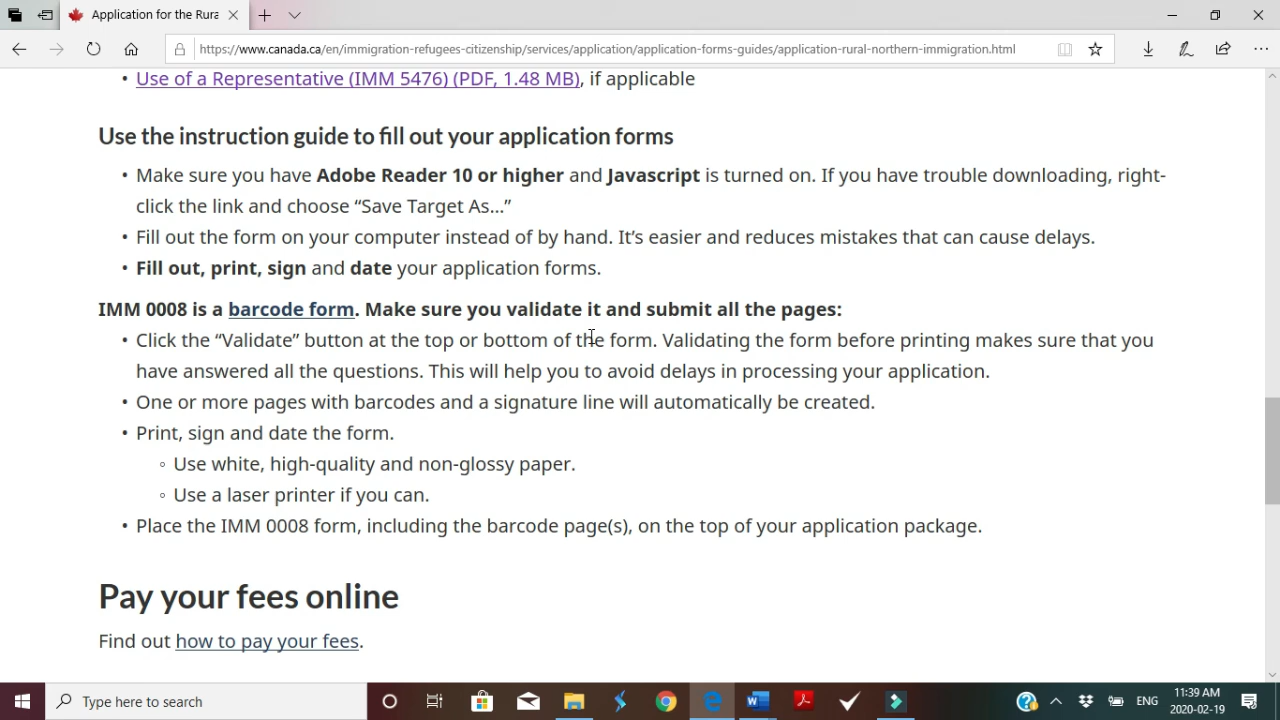 Application for the Rura
https://www.canada.ca/en/immigration-refugees-citizenship/services/application/application-forms-guides/application-rural-northern-immigration.html
• Use of a Representative (IMM 5476) (PDF, 1.48 MB), if applicable
Use the instruction guide to fill out your application forms
• Make sure you have Adobe Reader 10 or higher and Javascript is turned on. If you have trouble downloading, right-
click the link and choose “Save Target As...”
• Fill out the form on your computer instead of by hand. It’s easier and reduces mistakes that can cause delays.
• Fill out, print, sign and date your application forms.
IMM 0008 is a barcode form. Make sure you validate it and submit all the pages:
• Click the “Validate” button at the top or bottom of the form. Validating the form before printing makes sure that you
have answered all the questions. This will help you to avoid delays in processing your application.
• One or more pages with barcodes and a signature line will automatically be created.
• Print, sign and date the form.
◦ Use white, high-quality and non-glossy paper.
◦ Use a laser printer if you can.
• Place the IMM 0008 form, including the barcode page(s), on the top of your application package.
Pay your fees online
Find out how to pay your fees.
Type here to search
ENG
11:39 AM
2020-02-19